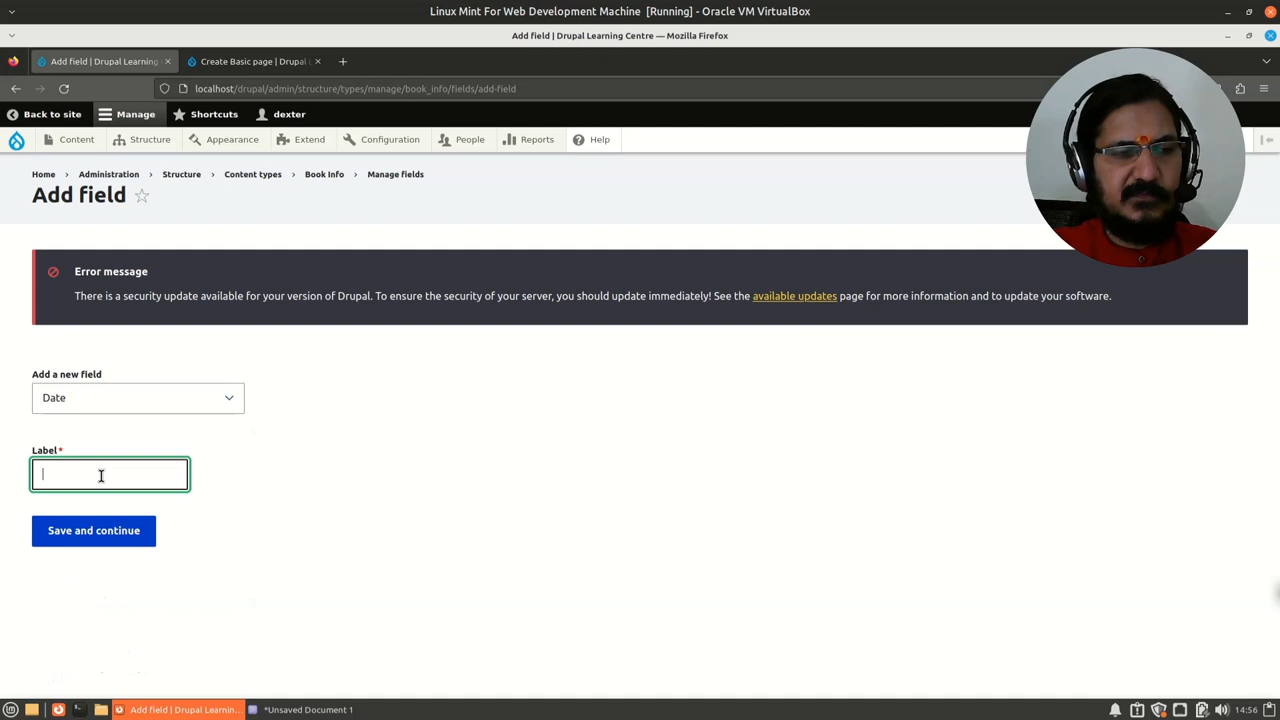 Linux Mint For Web Development Machine [Running] - Oracle VM VirtualBox
Add field | Drupal Learning Centre — Mozilla Firefox
Add field | Drupal Learning
Create Basic page | Drupal L
localhost/drupal/admin/structure/types/manage/book_info/fields/add-field
Back to site
Manage
Shortcuts
dexter
Content
Structure
Appearance
Extend
Configuration
People
Reports
Help
Home › Administration › Structure › Content types › Book Info › Manage fields
Add field
Error message
There is a security update available for your version of Drupal. To ensure the security of your server, you should update immediately! See the available updates page for more information and to update your software.
Add a new field
Date
Label*
Save and continue
Add field | Drupal Learnin...
*Unsaved Document 1
14:56